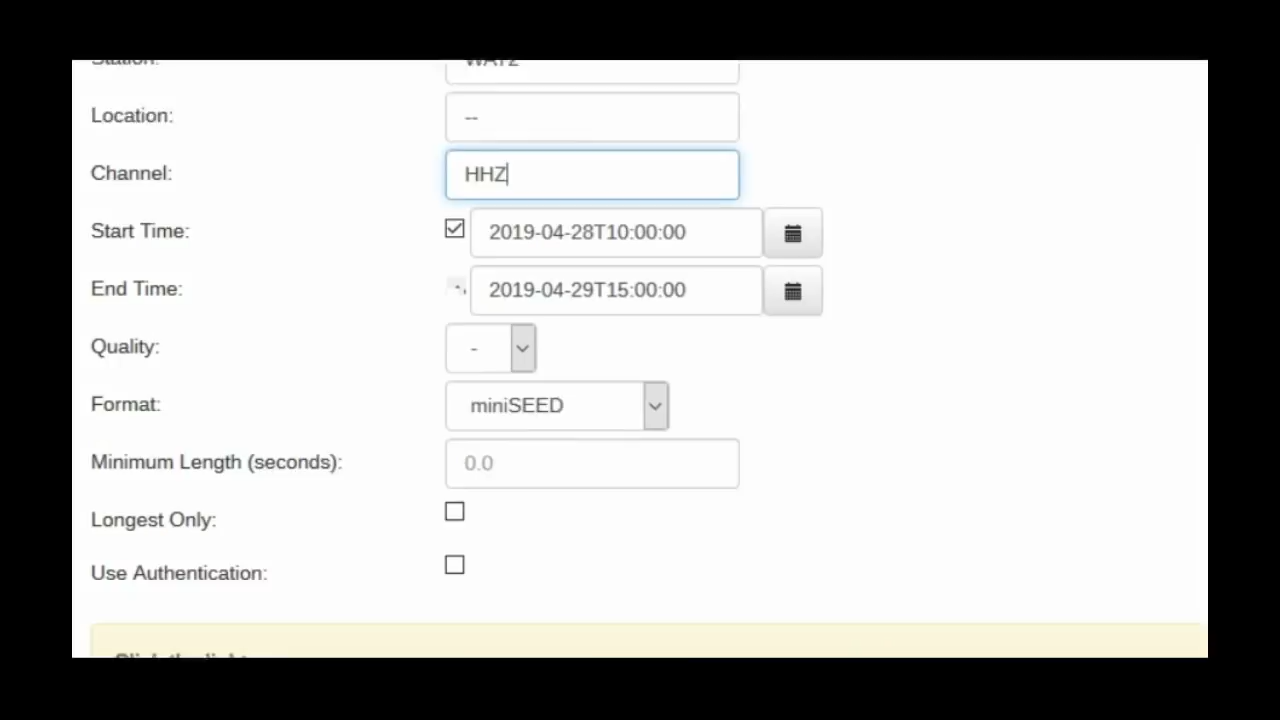 Station:
Location: --
Channel: HHZ
Start Time: 2019-04-28T10:00:00
End Time: 2019-04-29T15:00:00
Quality: -
Format: miniSEED
Minimum Length (seconds): 0.0
Longest Only:
Use Authentication: